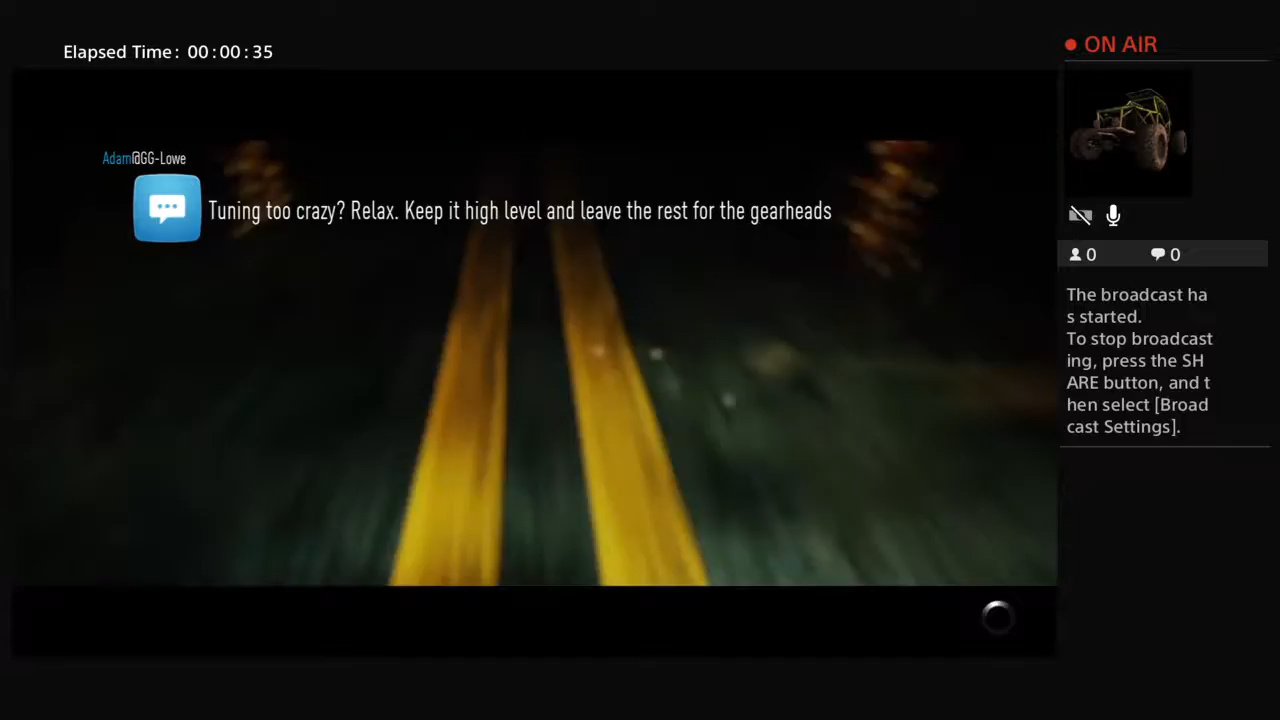 Elapsed Time: 00:00:35
ON AIR
Adam@GG-Lowe
Tuning too crazy? Relax. Keep it high level and leave the rest for the gearheads
0 0
The broadcast ha
s started.
To stop broadcast
ing, press the SH
ARE button, and t
hen select [Broad
cast Settings].